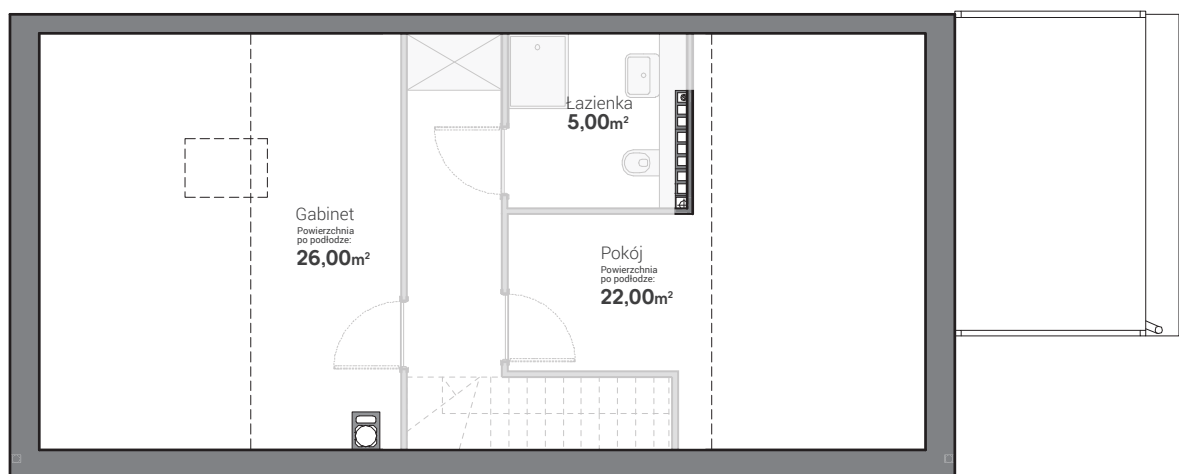 Łazienka
5,00m²
Gabinet
Powierzchnia
po podłodze:
26,00m²
Pokój
Powierzchnia
po podłodze:
22,00m²